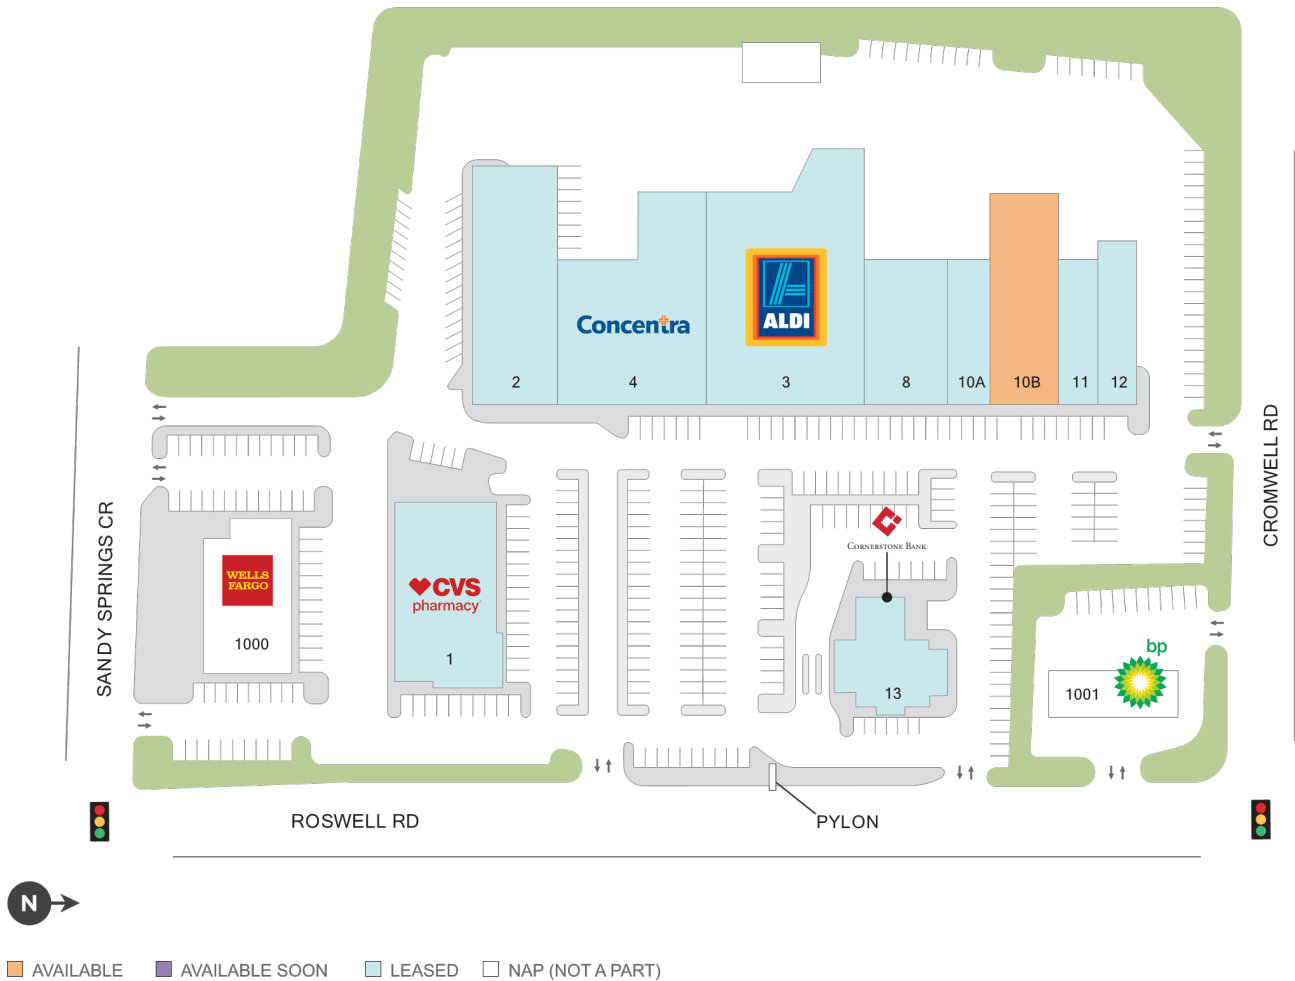 Concentra
ALDI
2
4
3
8
10A
10B
11
12
CROMWELL RD
SANDY SPRINGS CR
WELLS
FARGO
1000
CVS
pharmacy
1
CORNERSTONE BANK
13
bp
1001
ROSWELL RD
PYLON
N
AVAILABLE
AVAILABLE SOON
LEASED
NAP (NOT A PART)